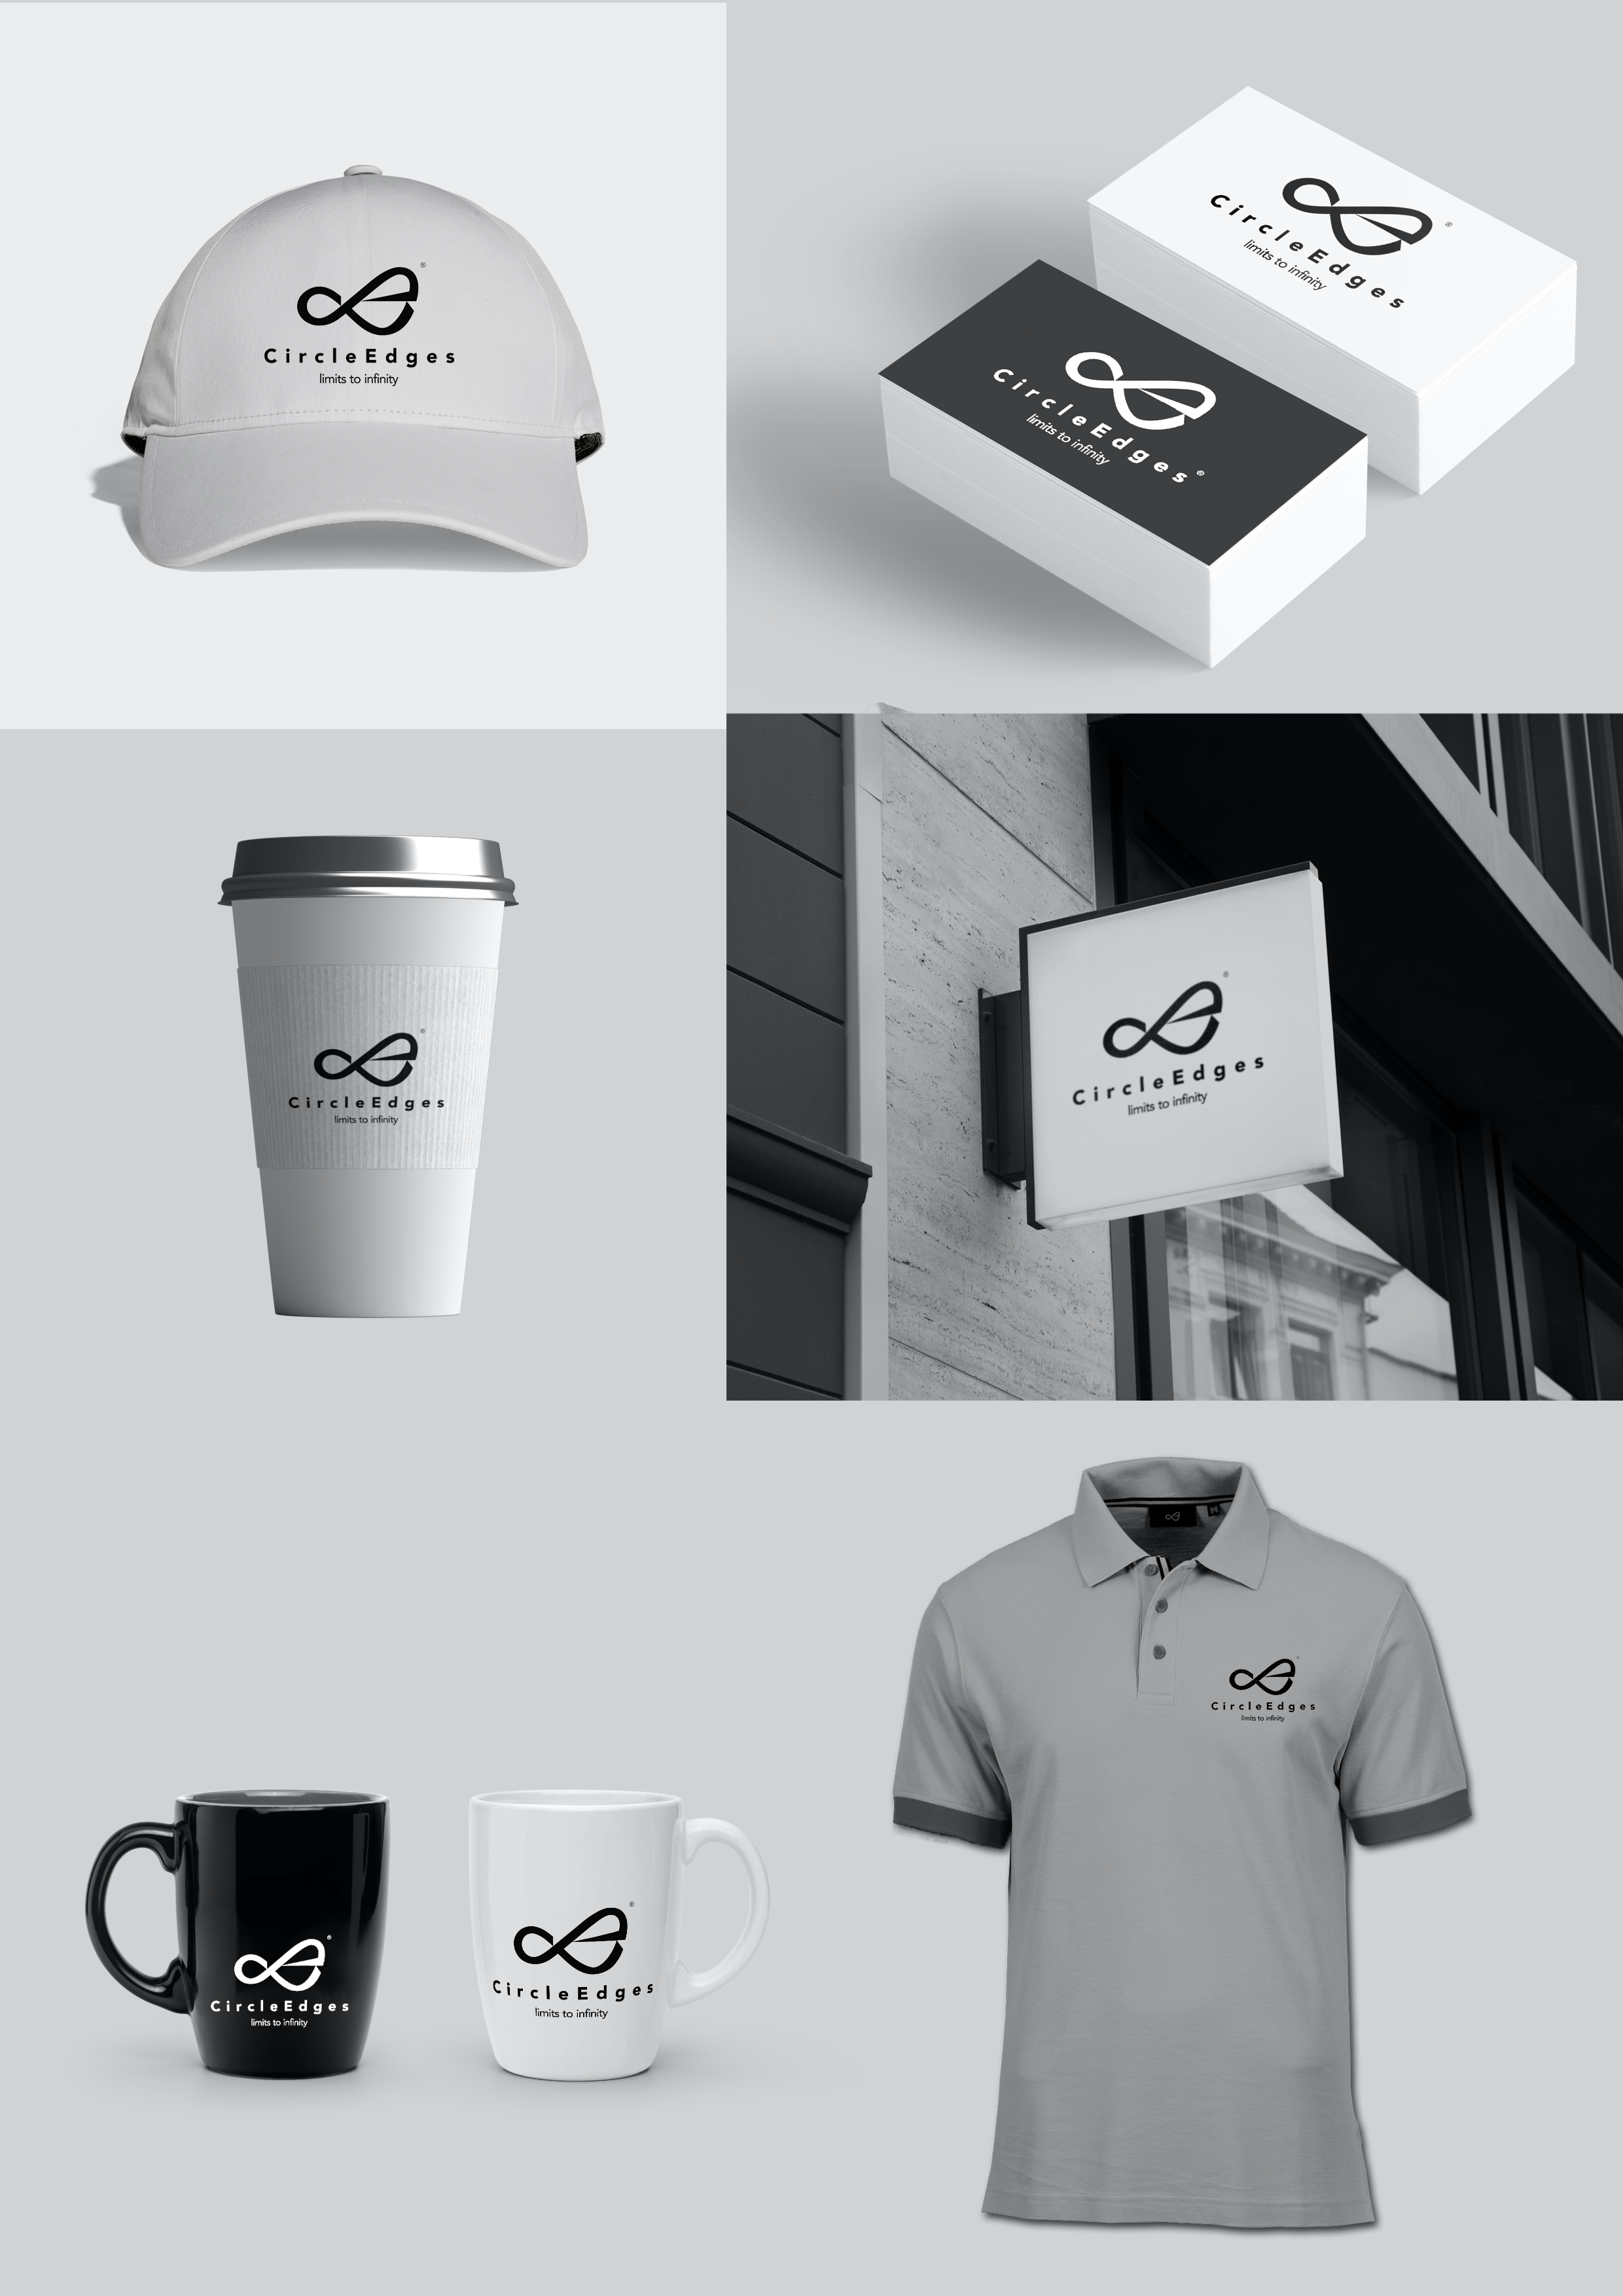 ®
CircleEdges
limits to infinity
®
CircleEdges
limits to infinity
CircleEdges®
limits to infinity
®
CircleEdges
limits to infinity
®
CircleEdges
limits to infinity
®
CircleEdges
limits to infinity
®
CircleEdges
limits to infinity
M
®
CircleEdges
limits to infinity